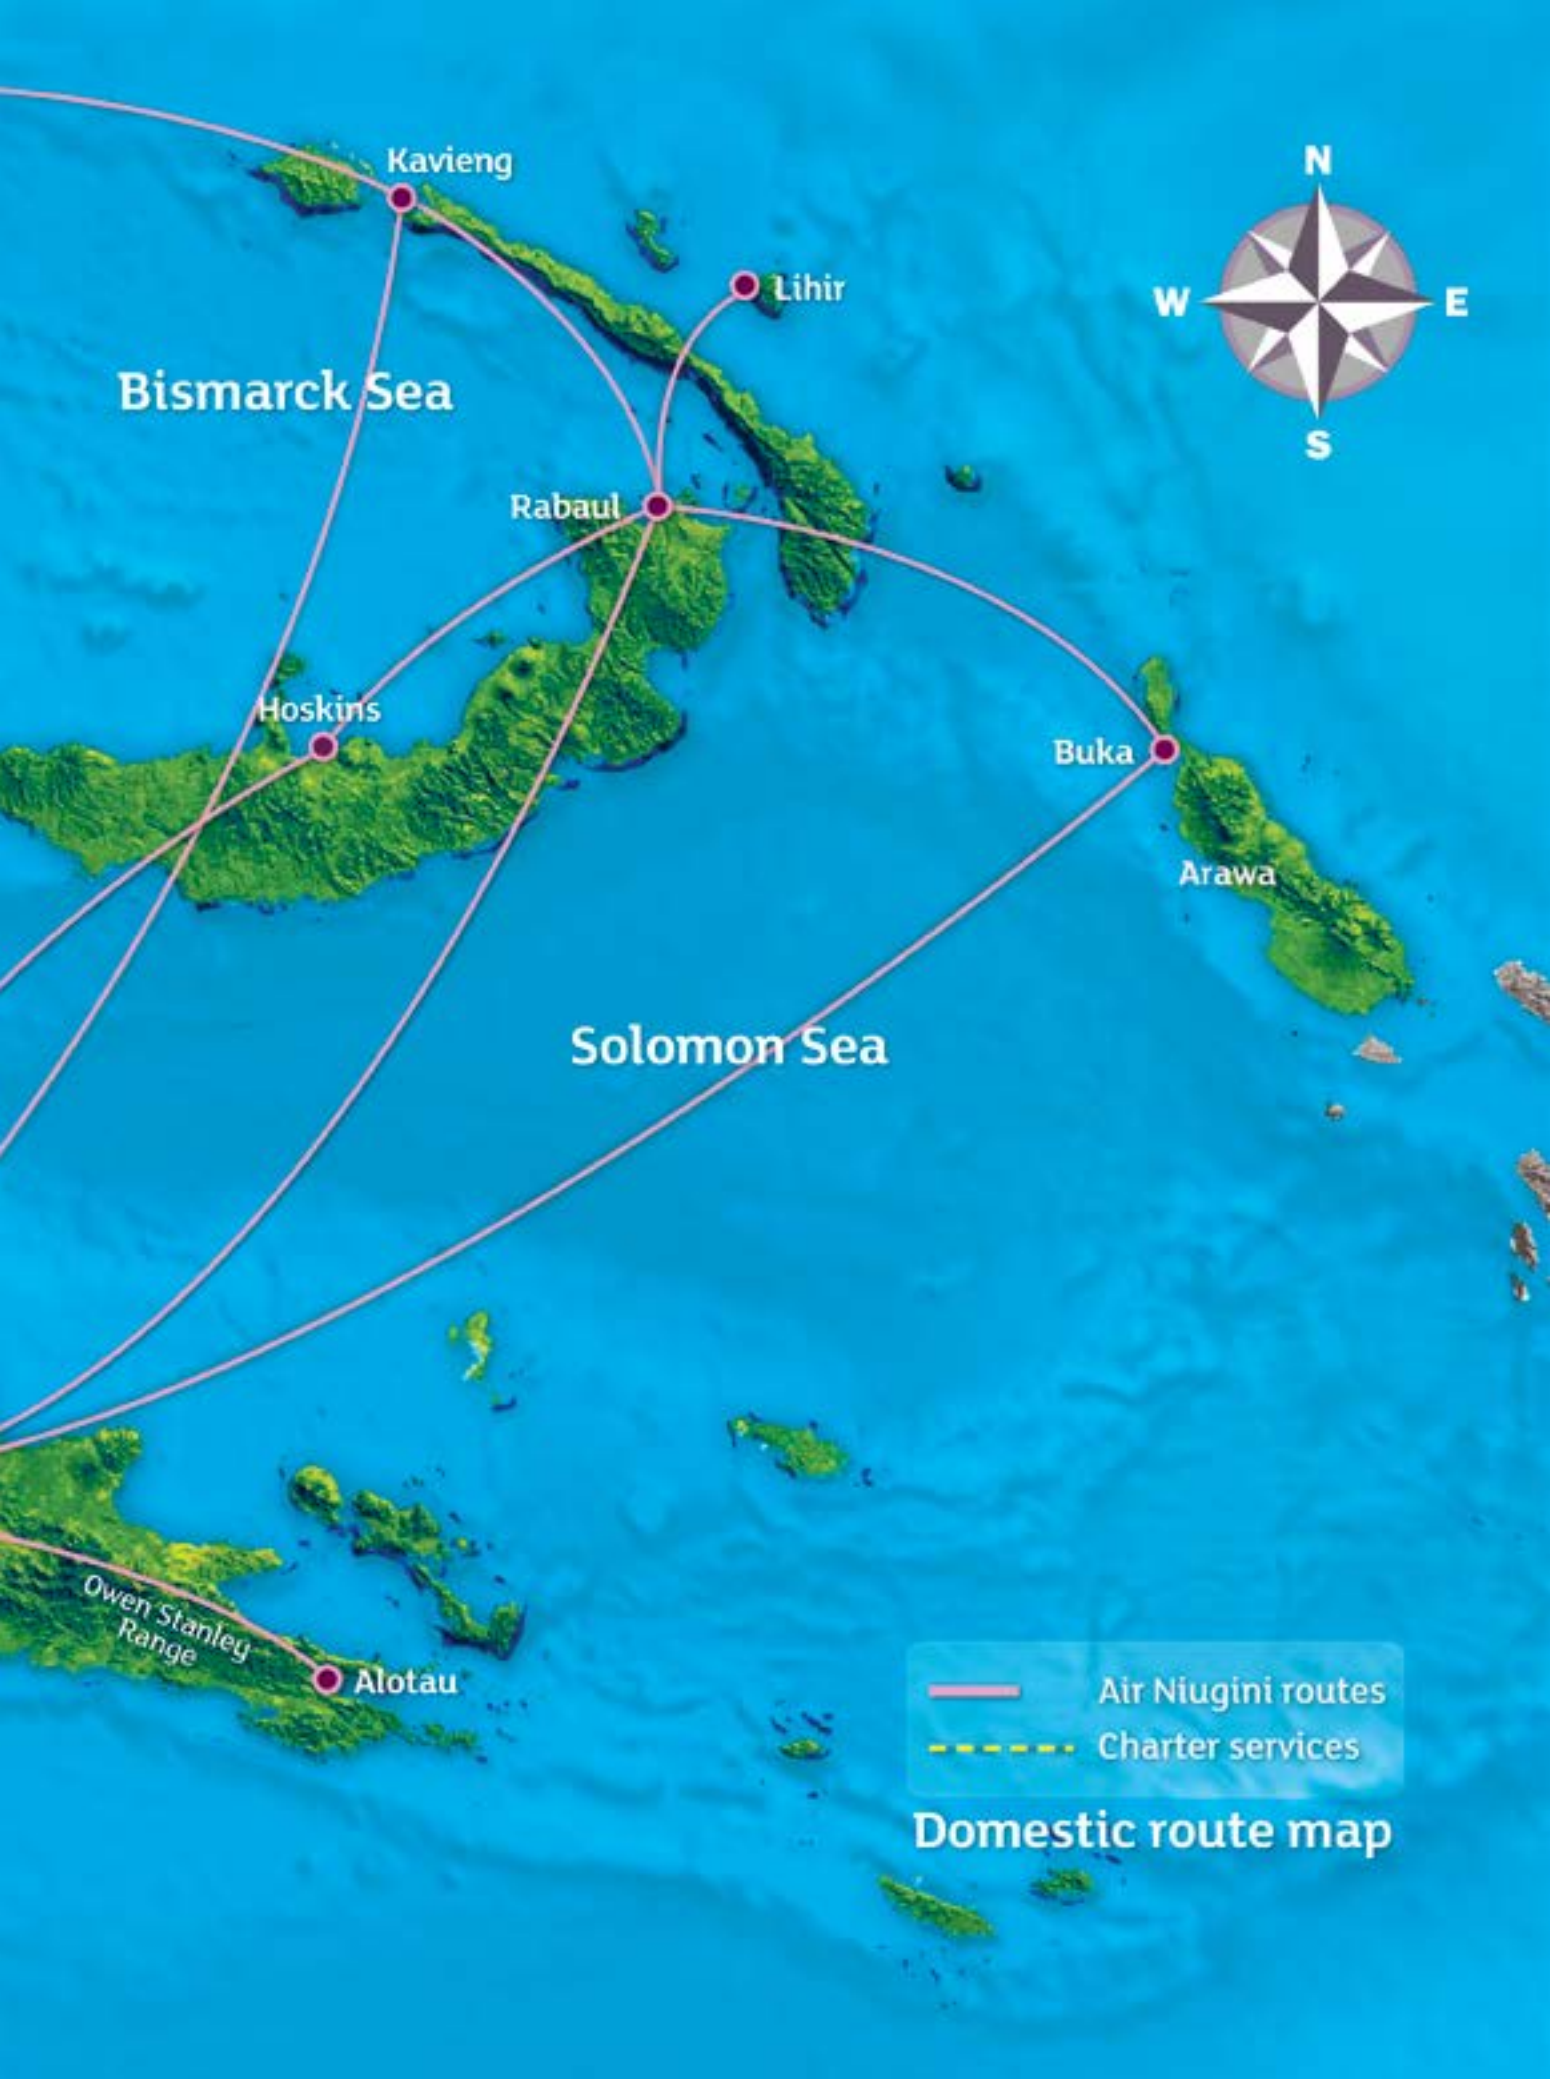 N
Kavieng
Lihir
W
E
Bismarck Sea
S
Rabaul
Hoskins
Buka
Arawa
Solomon Sea
Owen Stanley
Range
Alotau
Air Niugini routes
Charter services
Domestic route map